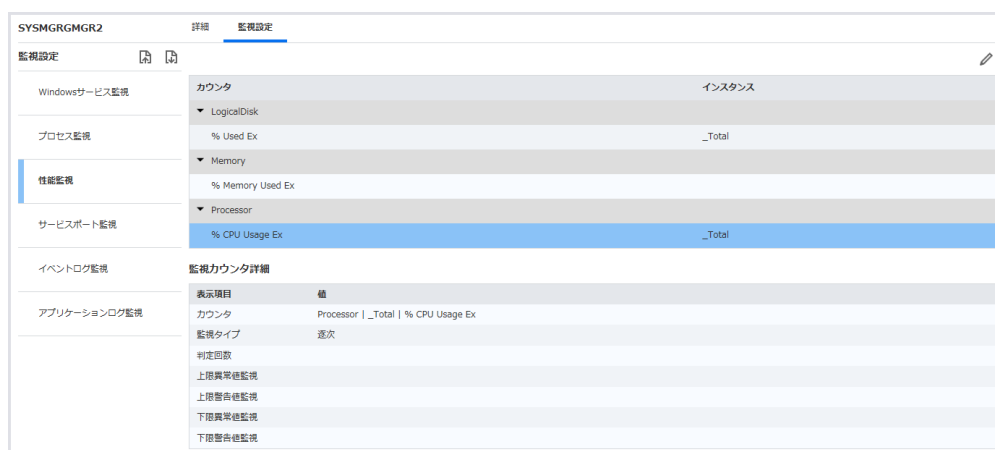 SYSMGRGMGR2
詳細 監視設定
監視設定
Windowsサービス監視
プロセス監視
性能監視
サービスポート監視
イベントログ監視
アプリケーションログ監視
カウンタ インスタンス
LogicalDisk
% Used Ex _Total
Memory
% Memory Used Ex
Processor
% CPU Usage Ex _Total
監視カウンタ詳細
表示項目 値
カウンタ Processor | _Total | % CPU Usage Ex
監視タイプ 逐次
判定回数
上限異常値監視
上限警告値監視
下限異常値監視
下限警告値監視